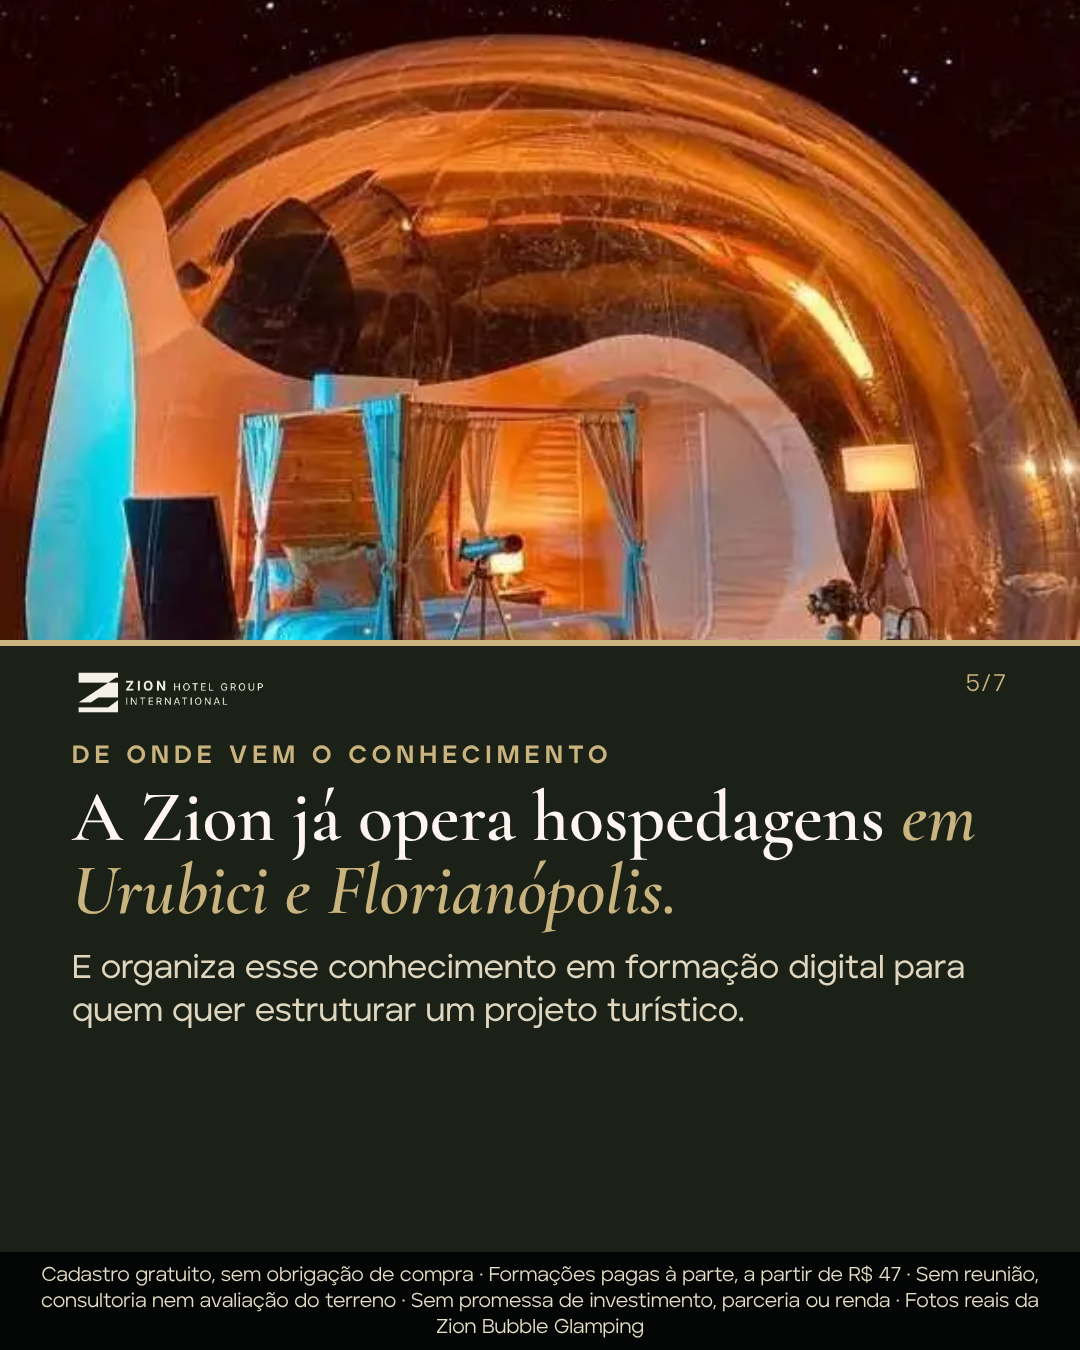 ZION HOTEL GROUP
INTERNATIONAL
5/7
DE ONDE VEM O CONHECIMENTO
A Zion já opera hospedagens em
Urubici e Florianópolis.
E organiza esse conhecimento em formação digital para
quem quer estruturar um projeto turístico.
Cadastro gratuito, sem obrigação de compra · Formações pagas à parte, a partir de R$ 47 · Sem reunião,
consultoria nem avaliação do terreno · Sem promessa de investimento, parceria ou renda · Fotos reais da
Zion Bubble Glamping